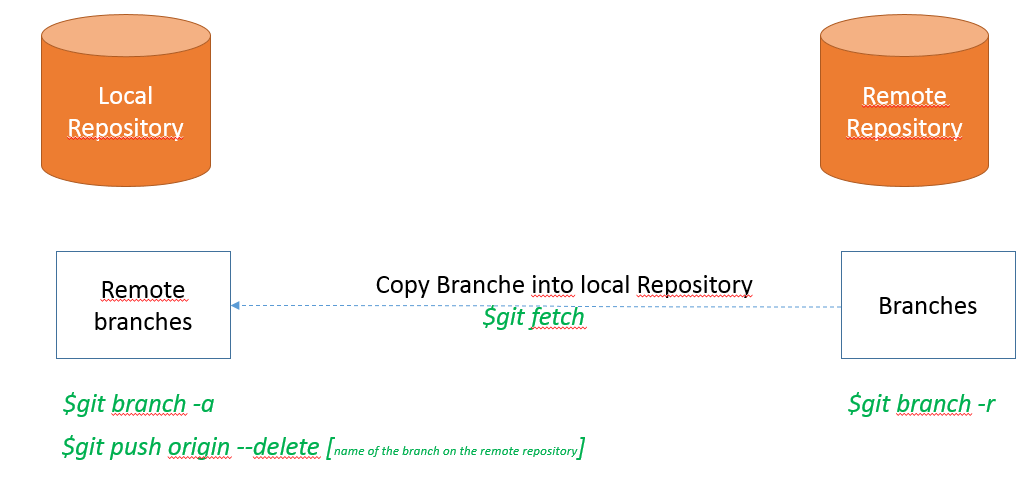 Local
Repository
Remote
Repository
Remote
branches
Copy Branche into local Repository
$git fetch
Branches
$git branch -a
$git branch -r
$git push origin --delete [name of the branch on the remote repository]